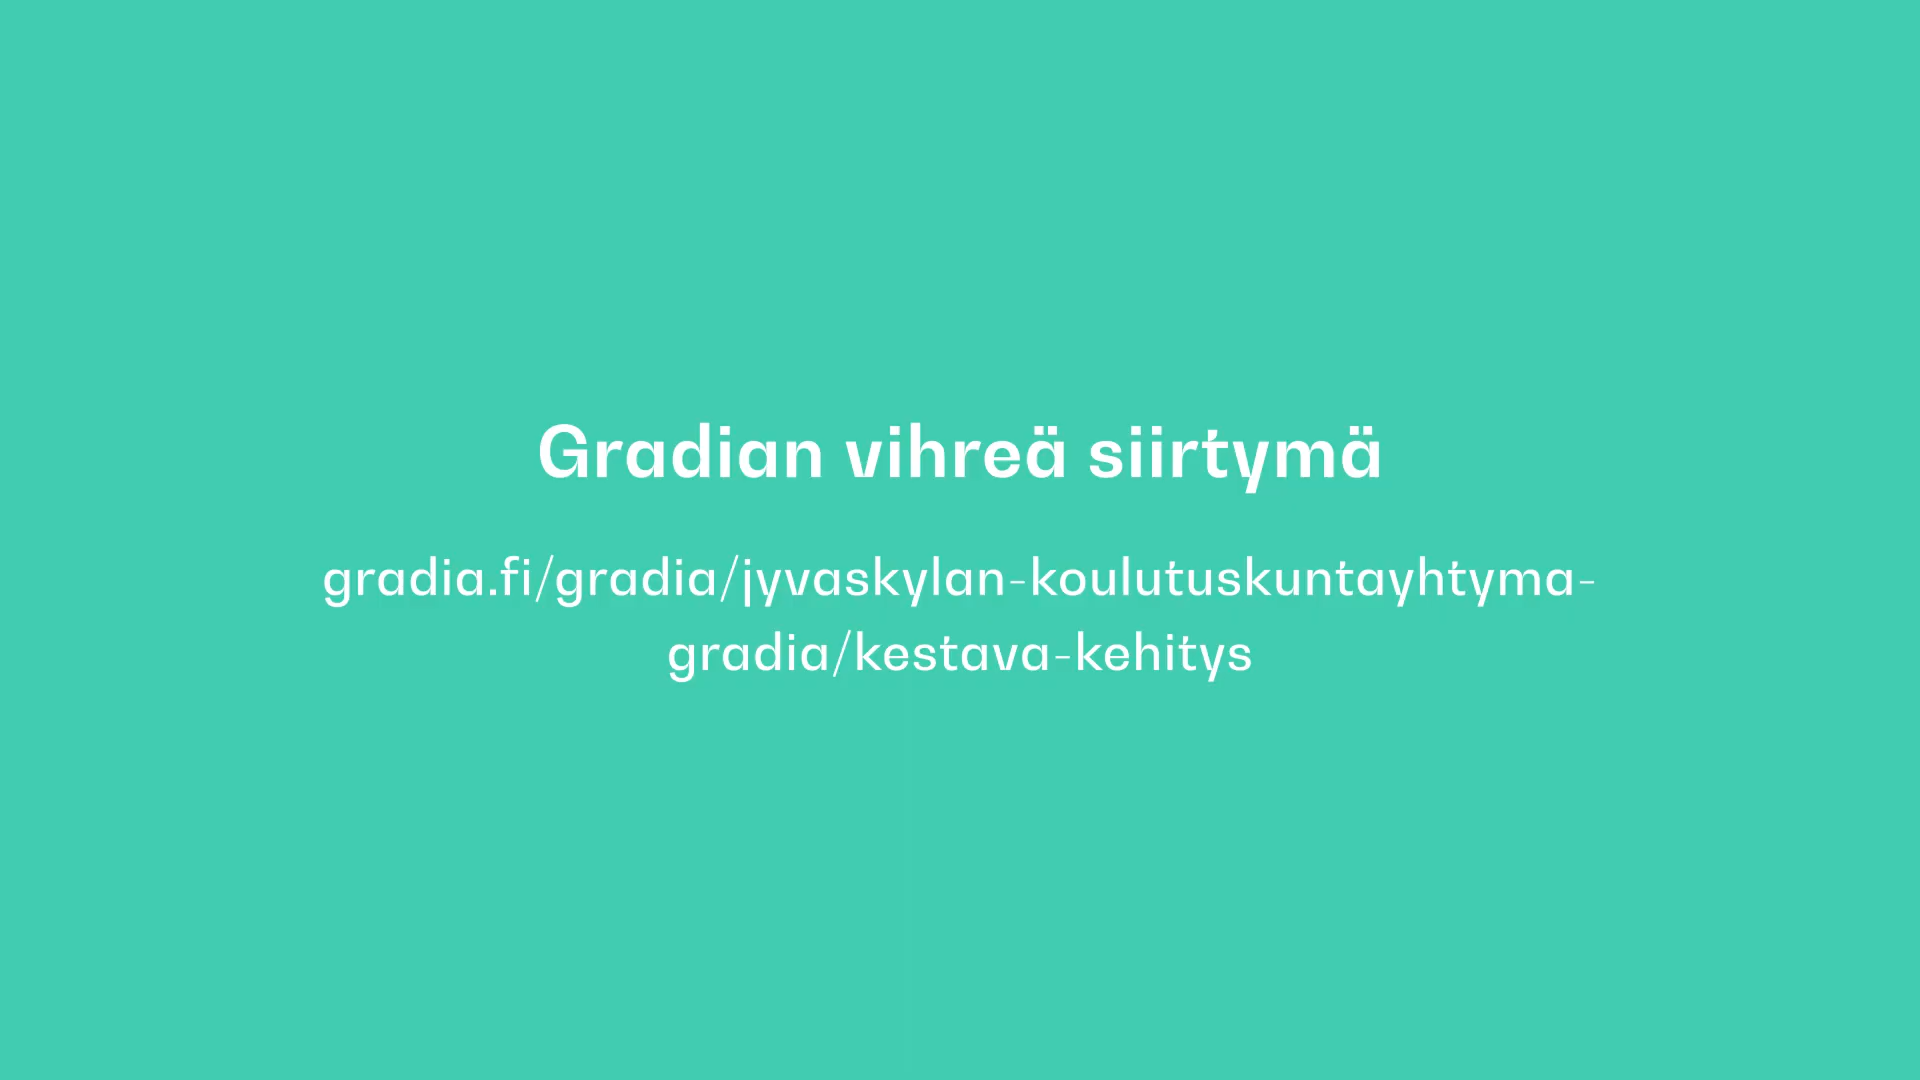 Gradian vihreä siirtymä
gradia.fi/gradia/jyvaskylan-koulutuskuntayhtyma-
gradia/kestava-kehitys